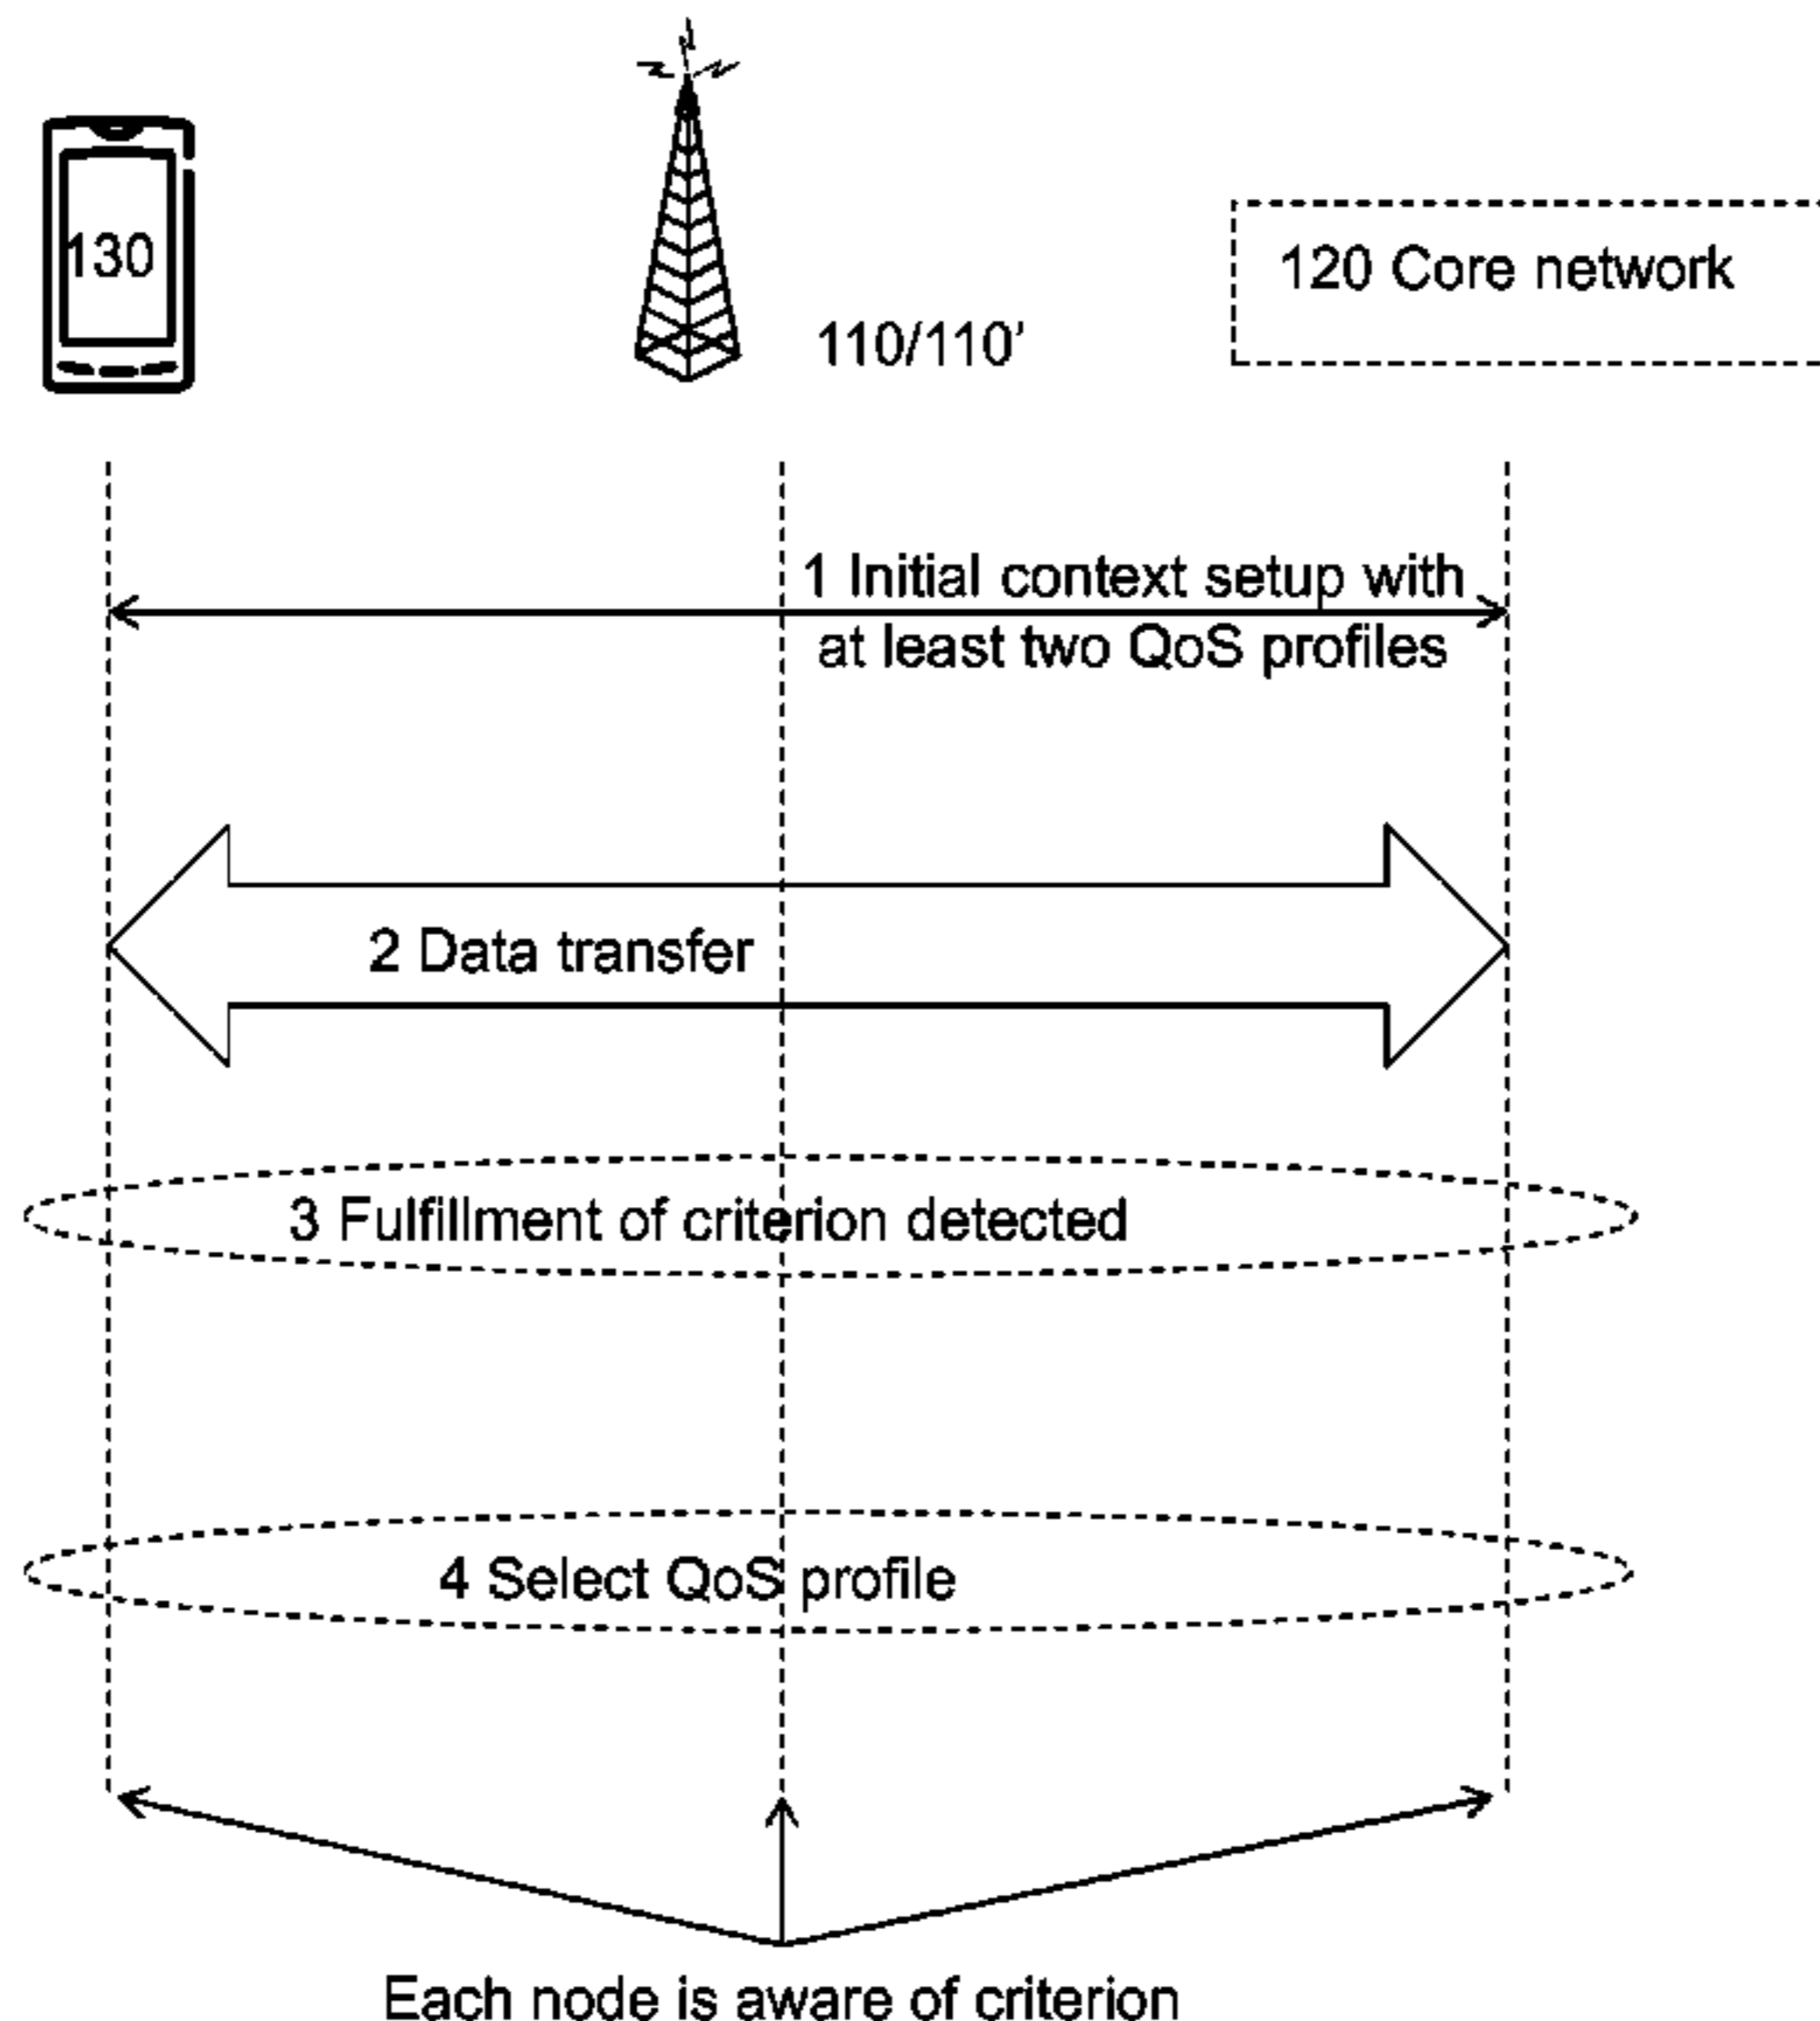 130
110/110'
120 Core network
1 Initial context setup with
at least two QoS profiles
2 Data transfer
3 Fulfillment of criterion detected
4 Select QoS profile
Each node is aware of criterion